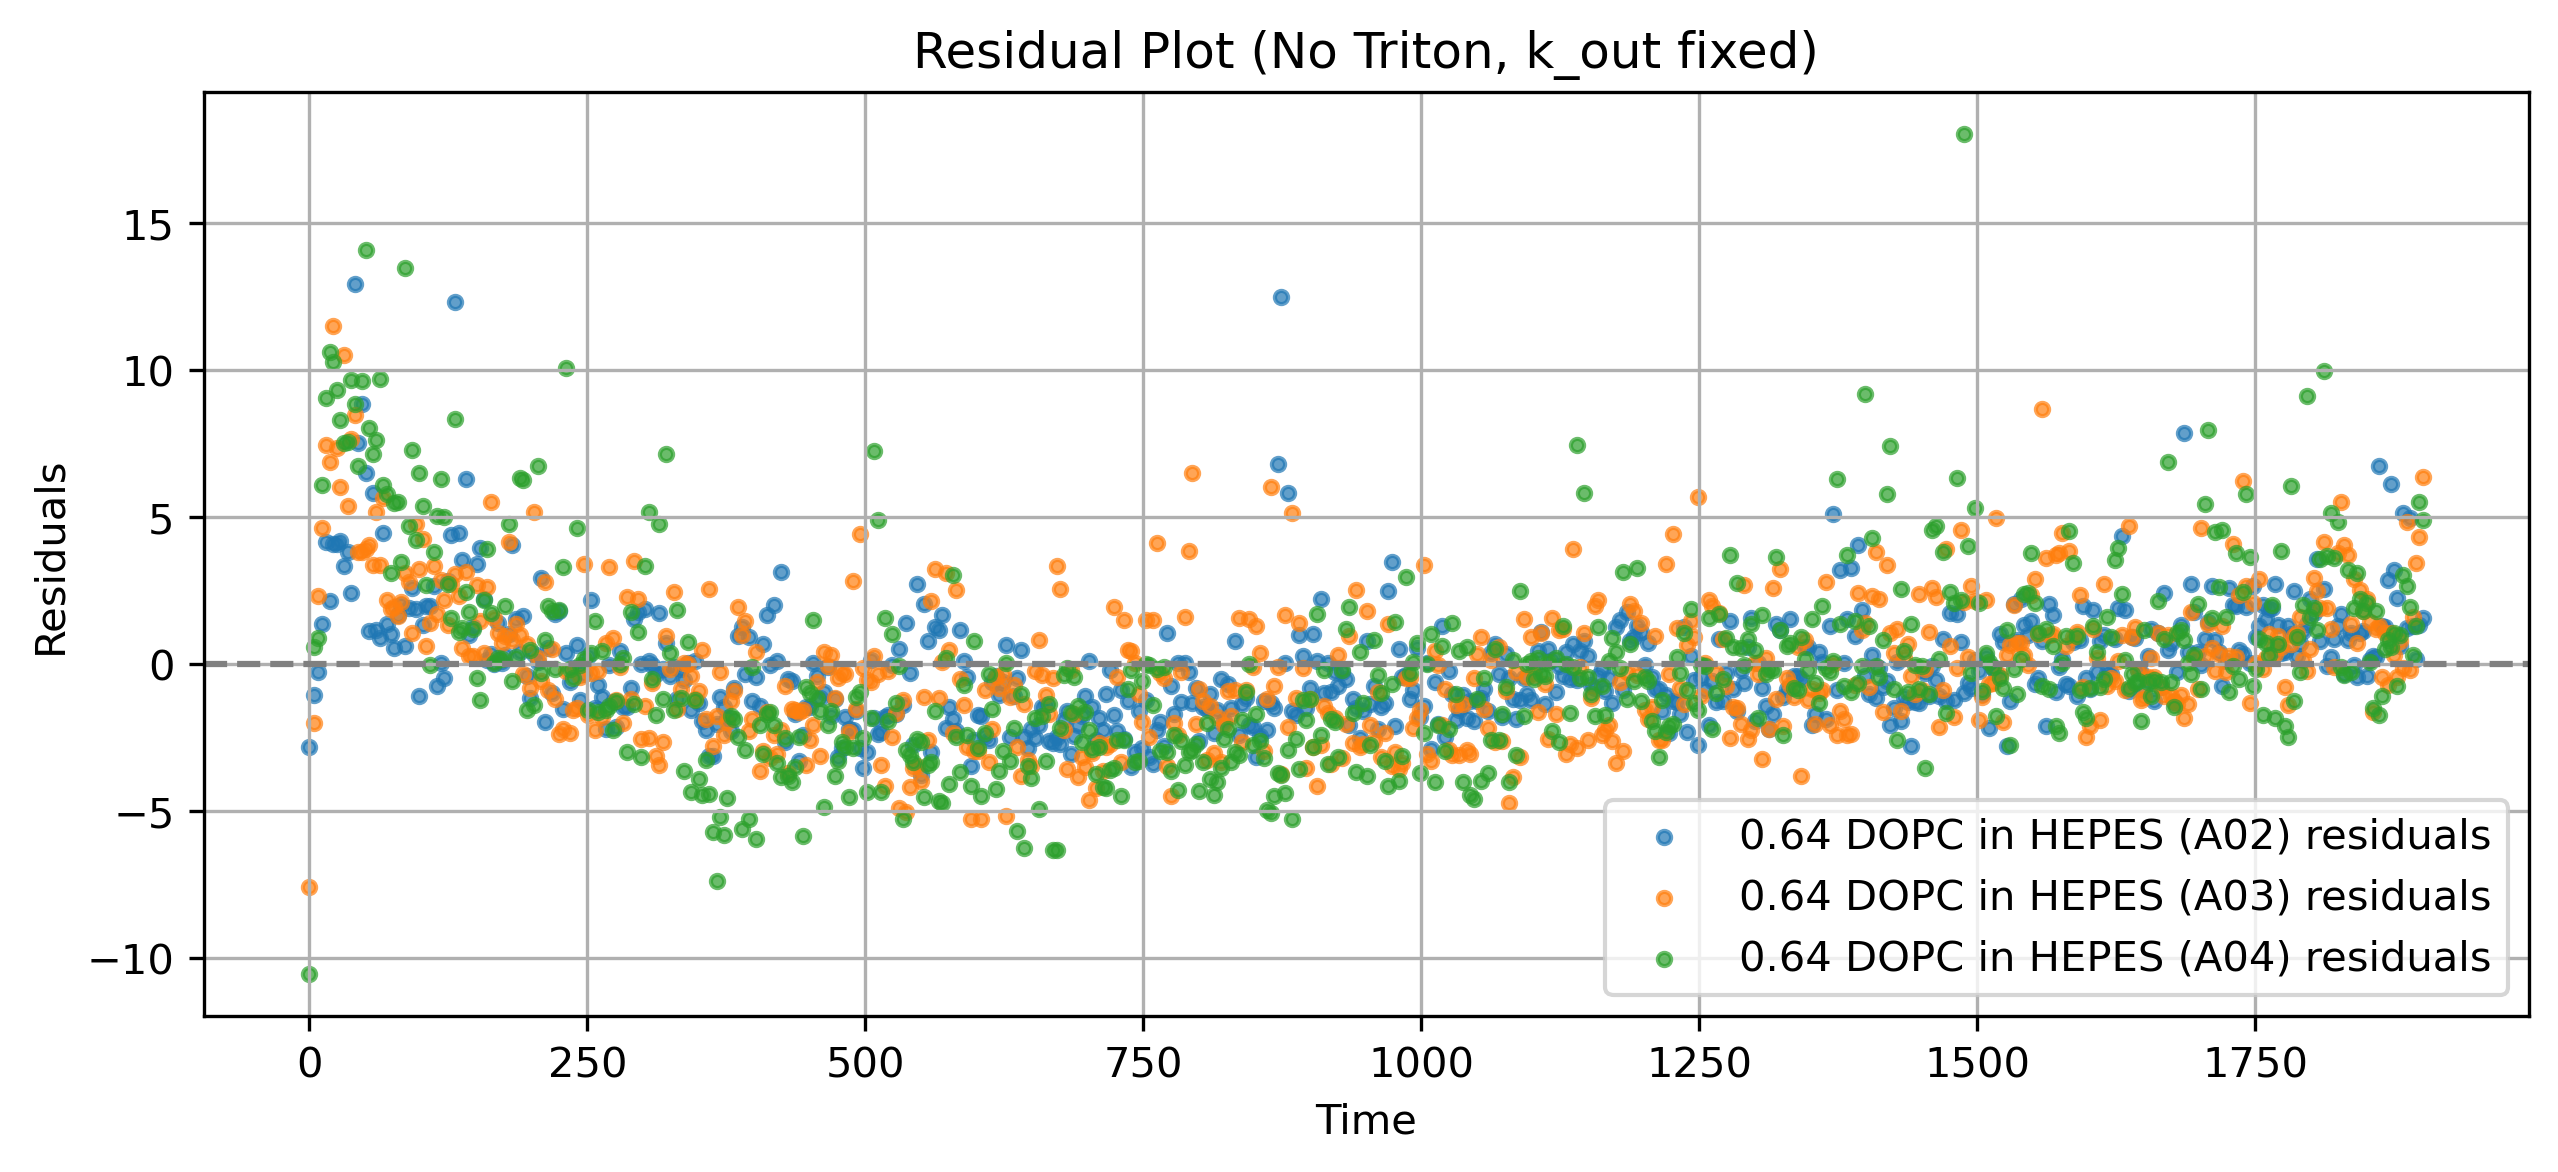 Residual Plot (No Triton, k_out fixed)
Residuals
15
10
5
0
−5
−10
0.64 DOPC in HEPES (A02) residuals
0.64 DOPC in HEPES (A03) residuals
0.64 DOPC in HEPES (A04) residuals
0 250 500 750 1000 1250 1500 1750
Time